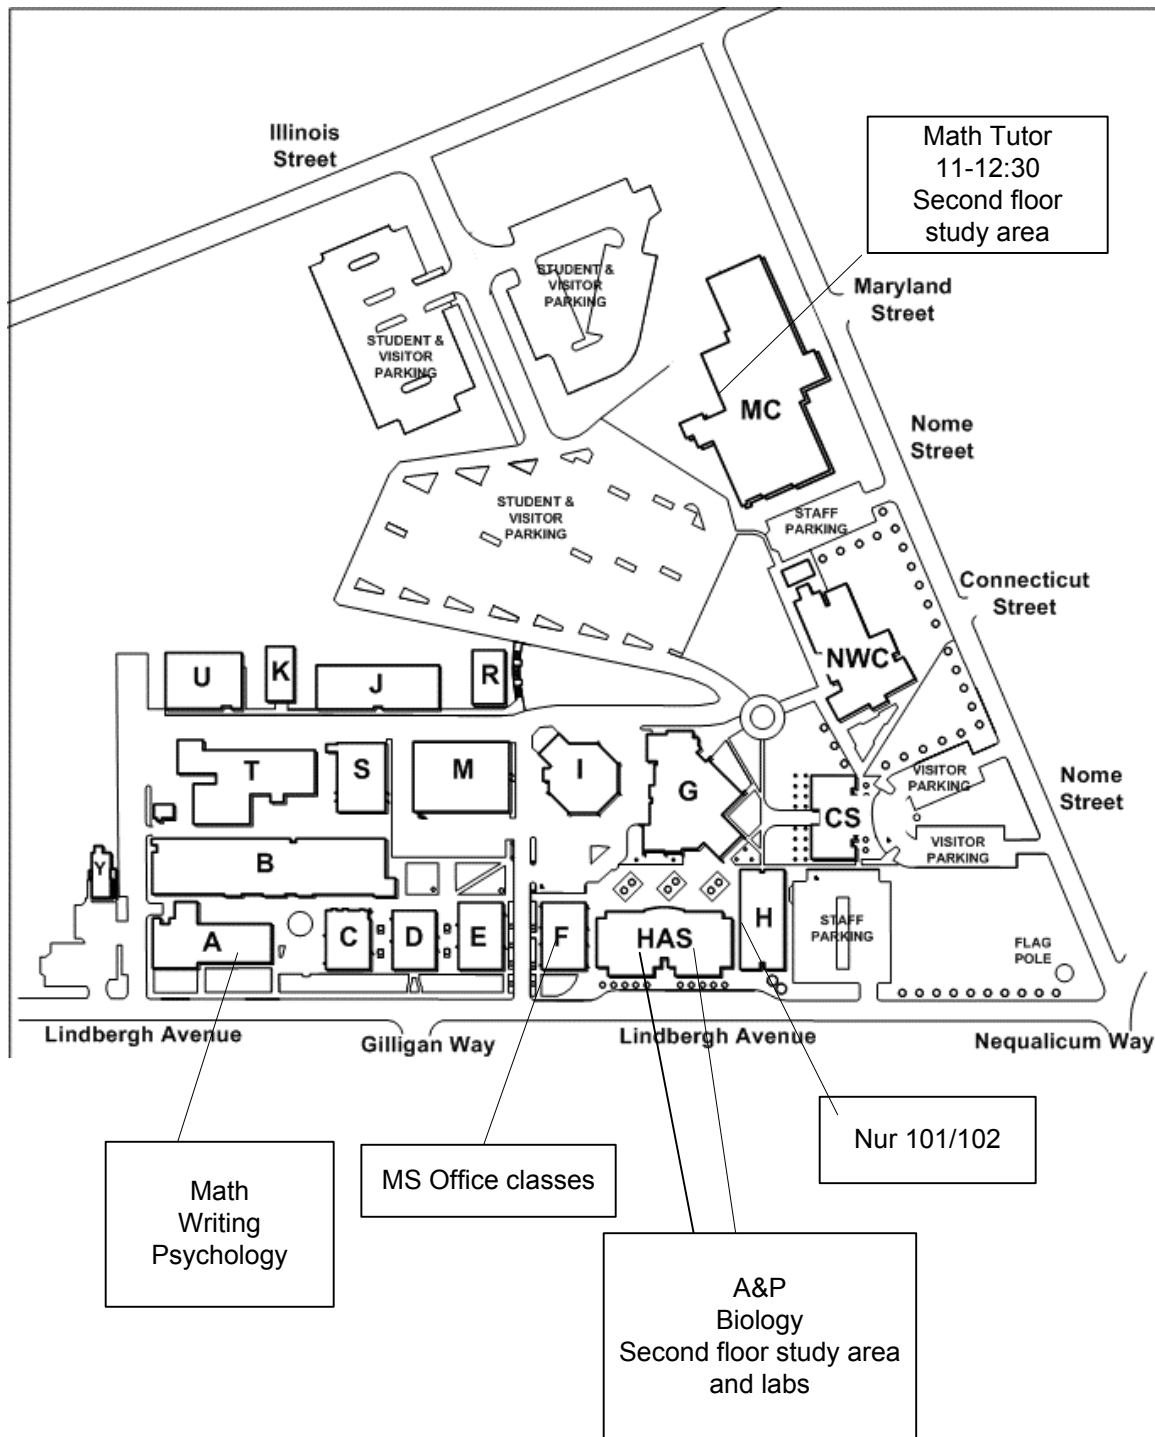 Illinois
Street
Math Tutor
11-12:30
Second floor
study area
STUDENT &
VISITOR
PARKING
Maryland
Street
STUDENT &
VISITOR
PARKING
MC
Nome
Street
STUDENT &
VISITOR
PARKING
STAFF
PARKING
Connecticut
Street
NWC
U
K
J
R
T
S
M
I
G
CS
VISITOR
PARKING
Nome
Street
VISITOR
PARKING
Y
B
A
C
D
E
F
HAS
H
STAFF
PARKING
FLAG
POLE
Lindbergh Avenue
Gilligan Way
Lindbergh Avenue
Nequalicum Way
Math
Writing
Psychology
MS Office classes
Nur 101/102
A&P
Biology
Second floor study area
and labs